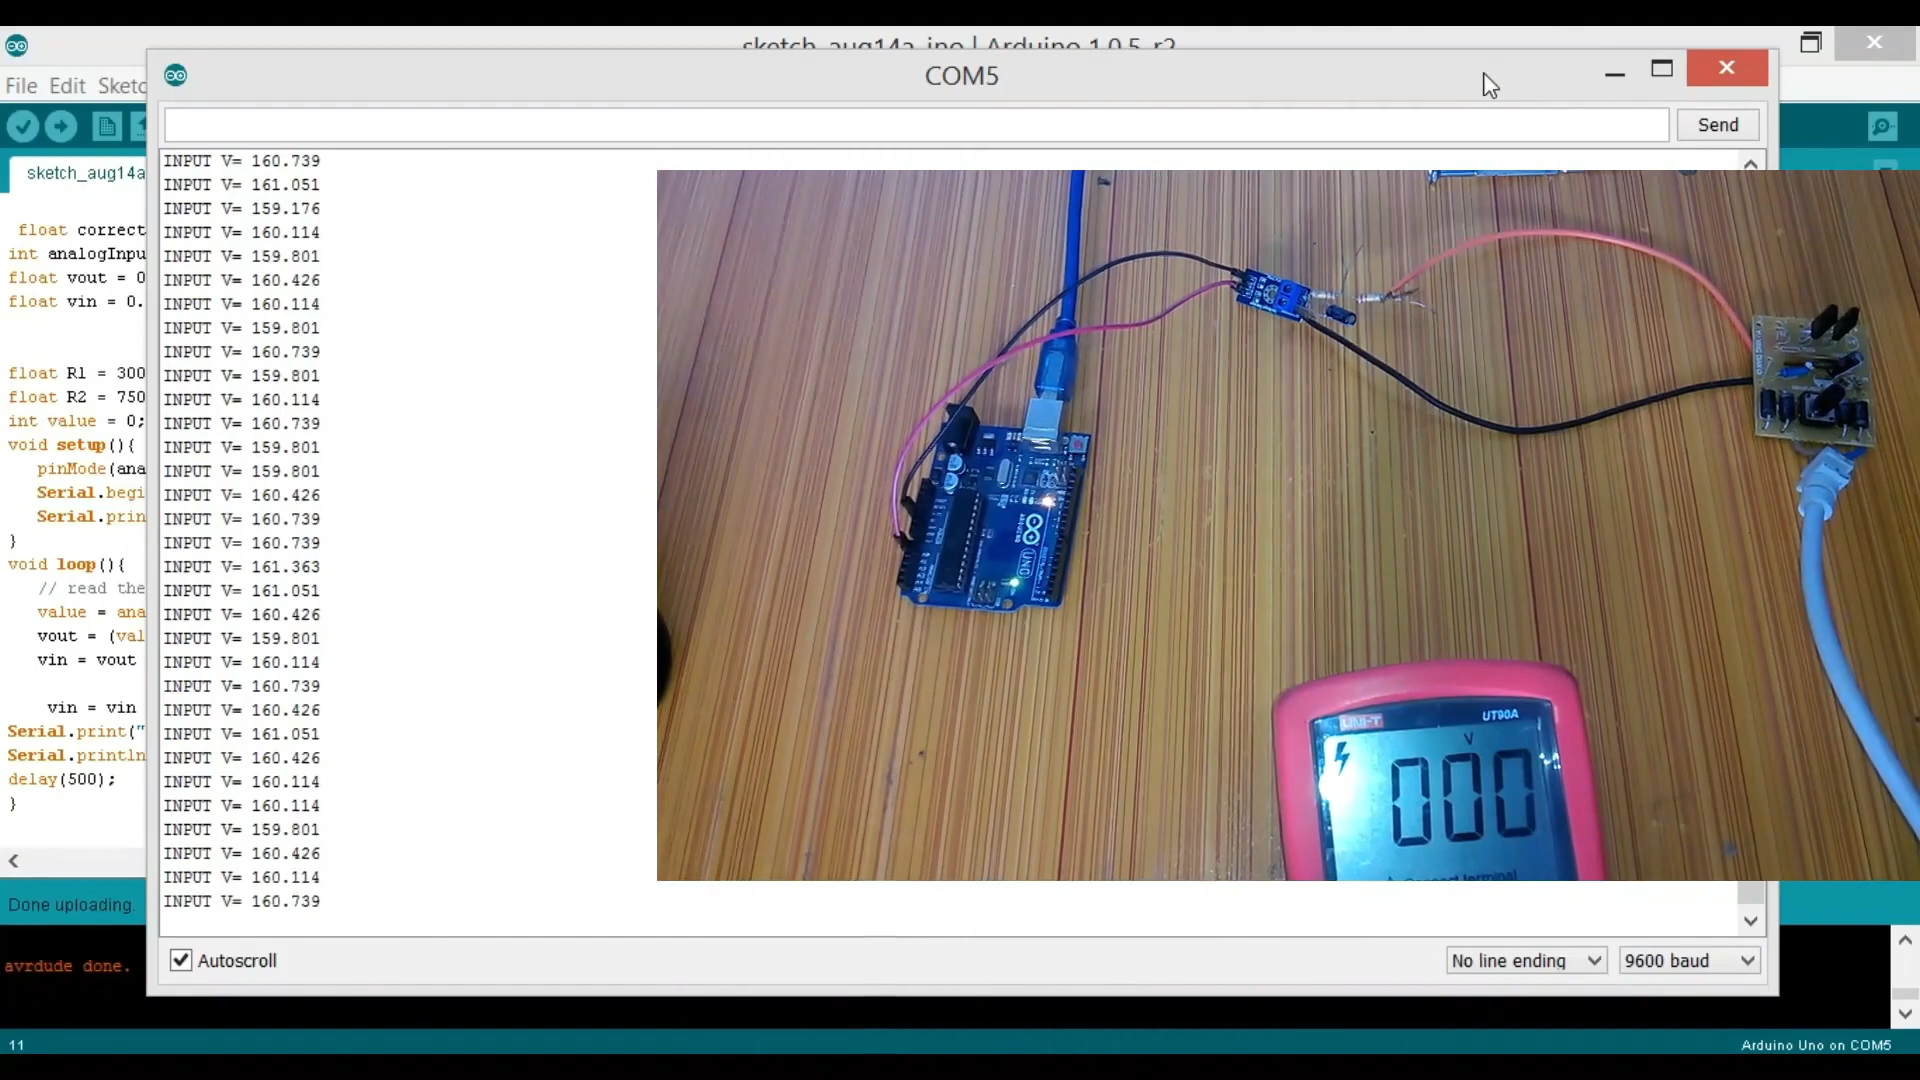 sketch_aug14a_ino | Arduino 1.0.5-r2
File Edit Sketc
COM5
Send
sketch_aug14a
float correct
int analogInpu
float vout = 0
float vin = 0.
float R1 = 300
float R2 = 750
int value = 0;
void setup(){
pinMode(ana
Serial.begi
Serial.prin
}
void loop(){
// read the
value = ana
vout = (val
vin = vout
vin = vin
Serial.print("
Serial.println
delay(500);
}
INPUT V= 160.739
INPUT V= 161.051
INPUT V= 159.176
INPUT V= 160.114
INPUT V= 159.801
INPUT V= 160.426
INPUT V= 160.114
INPUT V= 159.801
INPUT V= 160.739
INPUT V= 159.801
INPUT V= 160.114
INPUT V= 160.739
INPUT V= 159.801
INPUT V= 159.801
INPUT V= 160.426
INPUT V= 160.739
INPUT V= 160.739
INPUT V= 161.363
INPUT V= 161.051
INPUT V= 160.426
INPUT V= 159.801
INPUT V= 160.114
INPUT V= 160.739
INPUT V= 160.426
INPUT V= 161.051
INPUT V= 160.426
INPUT V= 160.114
INPUT V= 160.114
INPUT V= 159.801
INPUT V= 160.426
INPUT V= 160.114
INPUT V= 160.739
UNO
UNI-T
UT90A
V
000
Done uploading.
avrdude done.
Autoscroll
No line ending
9600 baud
11
Arduino Uno on COM5